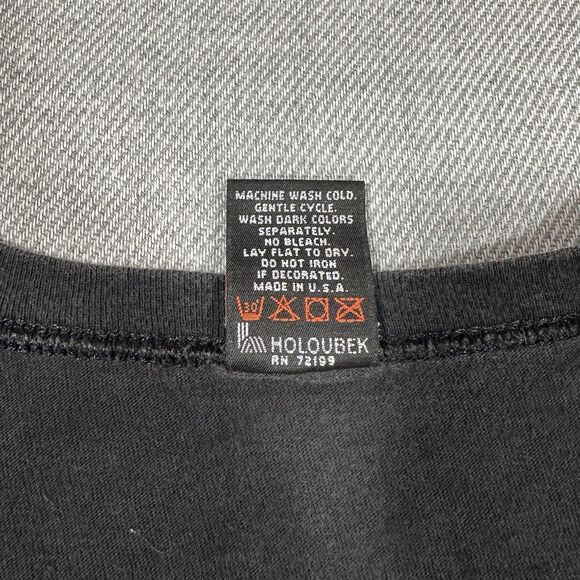 MACHINE WASH COLD.
GENTLE CYCLE.
WASH DARK COLORS
SEPARATELY.
NO BLEACH.
LAY FLAT TO DRY.
DO NOT IRON
IF DECORATED.
MADE IN U.S.A.
30°
HOLOUBEK
RN 72199